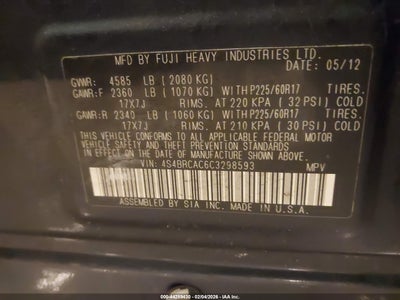 MFD BY FUJI HEAVY INDUSTRIES LTD.
DATE: 05/12
GVWR: 4585 LB (2080 KG)
GAWR:F 2360 LB (1070 KG) WITH P225/60R17 TIRES.
17X7J RIMS. AT 220 KPA (32 PSI) COLD
GAWR:R 2340 LB (1060 KG) WITH P225/60R17 TIRES.
17X7J RIMS. AT 210 KPA (30 PSI) COLD
THIS VEHICLE CONFORMS TO ALL APPLICABLE FEDERAL MOTOR
VEHICLE SAFETY STANDARDS IN EFFECT ON THE DATE OF
MANUFACTURE SHOWN ABOVE.
VIN: 4S4BRCAC6C3298593 MPV
ASSEMBLED BY SIA INC. MADE IN U.S.A.
000-44259430 - 02/04/2026 - IAA Inc.